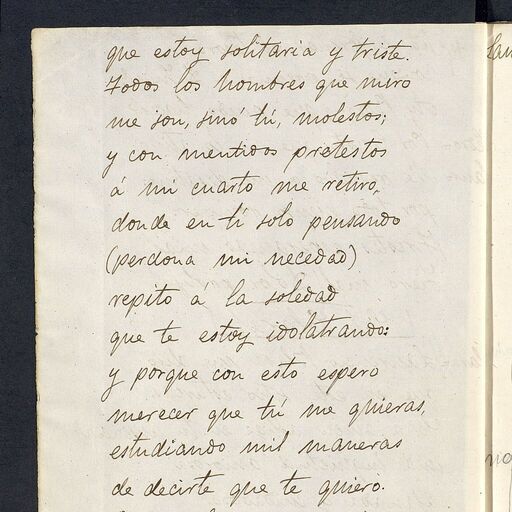 que estoy solitaria y triste.
Todos los hombres que miro
me son, sinó tú, molestos;
y con mentidos pretestos
á mi cuarto me retiro,
donde en tí solo pensando
(perdona mi necedad)
repito á la soledad
que te estoy idolatrando:
y porque con esto espero
merecer que tú me quieras,
estudiando mil maneras
de decirte que te quiero.